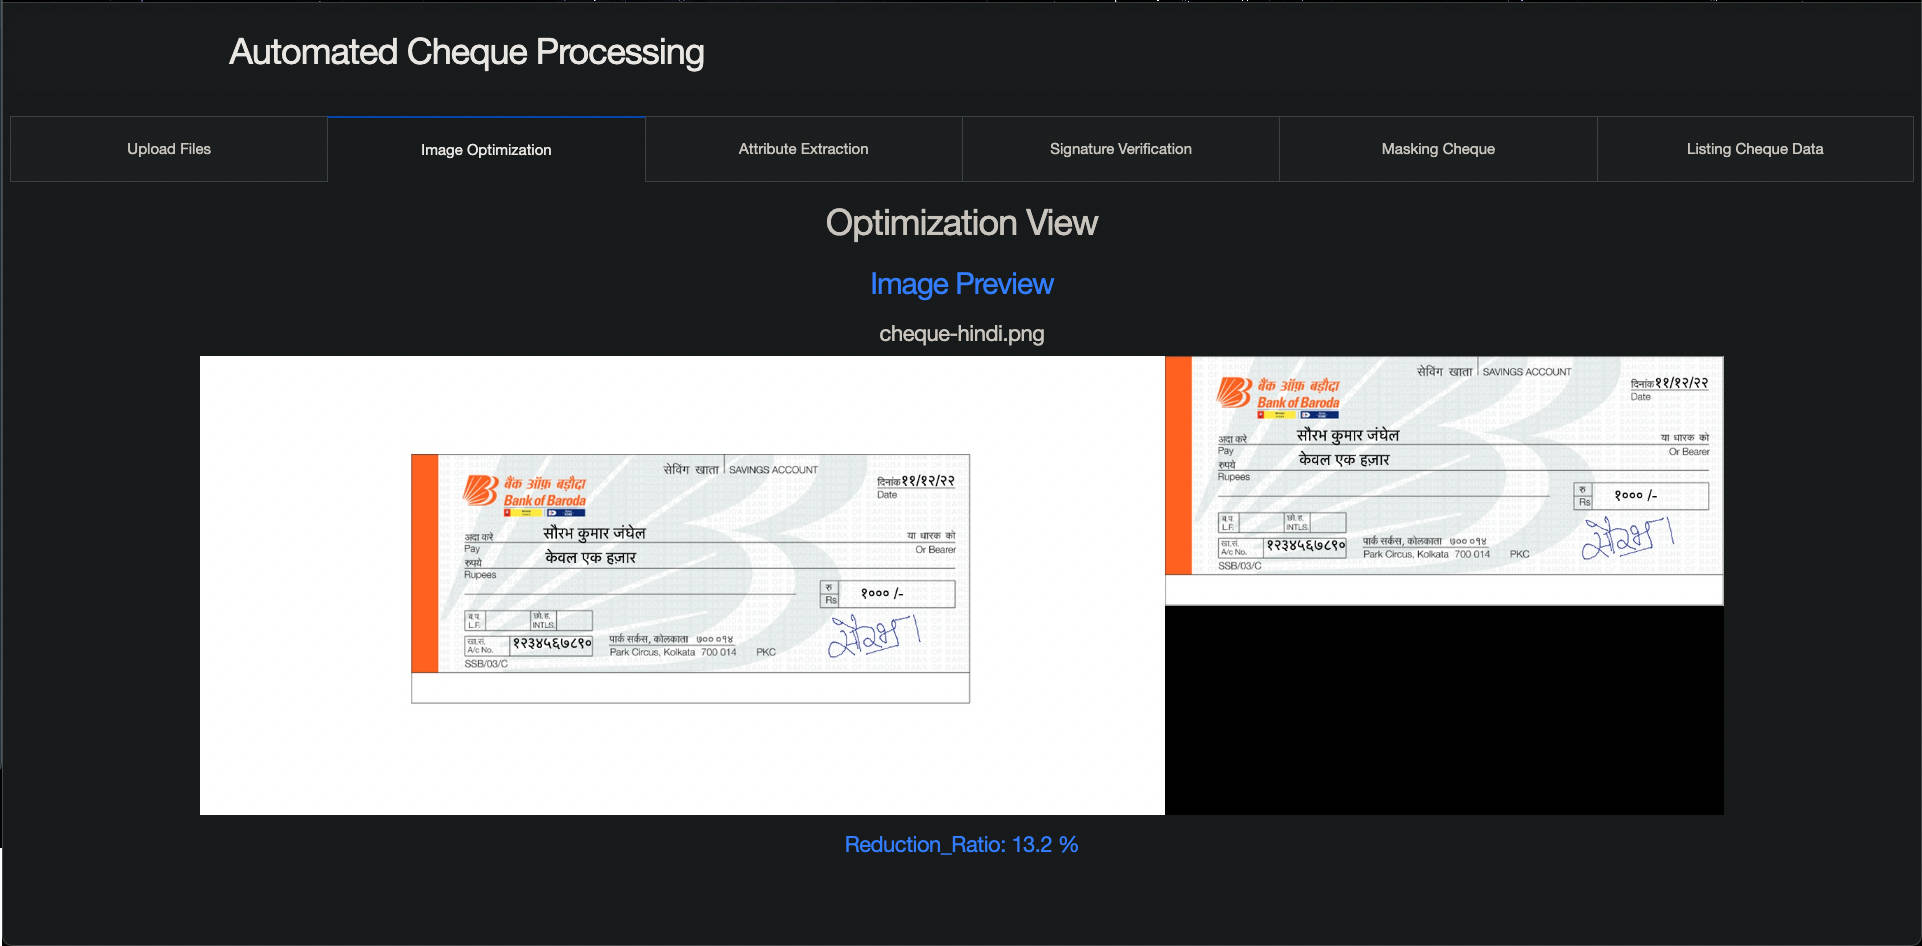 Automated Cheque Processing
Upload Files
Image Optimization
Attribute Extraction
Signature Verification
Masking Cheque
Listing Cheque Data
Optimization View
Image Preview
cheque-hindi.png
सेविंग खाता | SAVINGS ACCOUNT
बैंक ऑफ़ बड़ौदा
Bank of Baroda
दिनांक ११/१२/२२
Date
अदा करे सौरभ कुमार जंघेल या धारक को
Pay Or Bearer
रुपये केवल एक हज़ार
Rupees
रु
Rs १००० /-
ब.प. छो.ह.
L.F. INTLS.
खा.सं. १२३४५६७८९०
A/c No.
पार्क सर्कस, कोलकाता ७०० ०१४
Park Circus, Kolkata 700 014 PKC
सौरभ
SSB/03/C
सेविंग खाता | SAVINGS ACCOUNT
बैंक ऑफ़ बड़ौदा
Bank of Baroda
दिनांक ११/१२/२२
Date
अदा करे सौरभ कुमार जंघेल या धारक को
Pay Or Bearer
रुपये केवल एक हज़ार
Rupees
रु
Rs १००० /-
ब.प. छो.ह.
L.F. INTLS.
खा.सं. १२३४५६७८९०
A/c No.
पार्क सर्कस, कोलकाता ७०० ०१४
Park Circus, Kolkata 700 014 PKC
सौरभ
SSB/03/C
Reduction_Ratio: 13.2 %